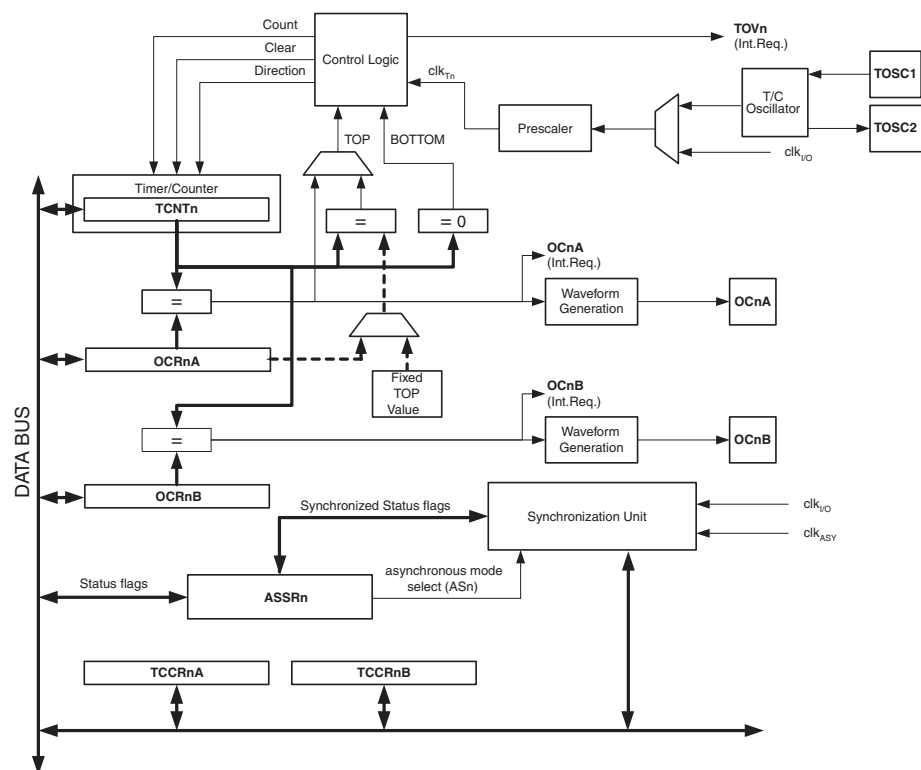 Count
Clear
Direction
Control Logic
TOVn
(Int.Req.)
clkTn
TOSC1
T/C
Oscillator
TOSC2
Prescaler
clkI/O
TOP
BOTTOM
Timer/Counter
TCNTn
=
= 0
OCnA
(Int.Req.)
=
Waveform
Generation
OCnA
OCRnA
Fixed
TOP
Value
OCnB
(Int.Req.)
=
Waveform
Generation
OCnB
DATA BUS
OCRnB
Synchronized Status flags
Synchronization Unit
clkI/O
clkASY
Status flags
ASSRn
asynchronous mode
select (ASn)
TCCRnA
TCCRnB